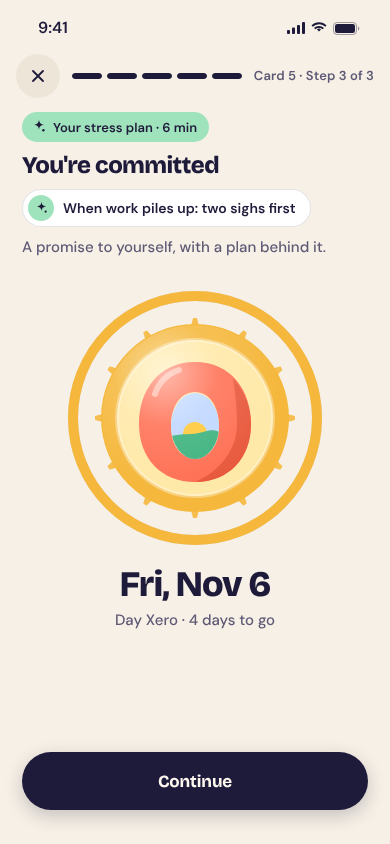 9:41
Card 5 · Step 3 of 3
Your stress plan · 6 min
You're committed
When work piles up: two sighs first
A promise to yourself, with a plan behind it.
Fri, Nov 6
Day Xero · 4 days to go
Continue